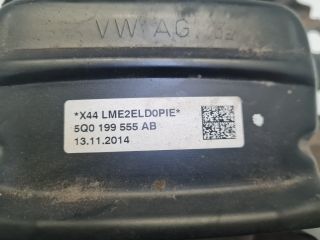 VW AG
*X44 LME2ELD0PIE*
5Q0 199 555 AB
13.11.2014